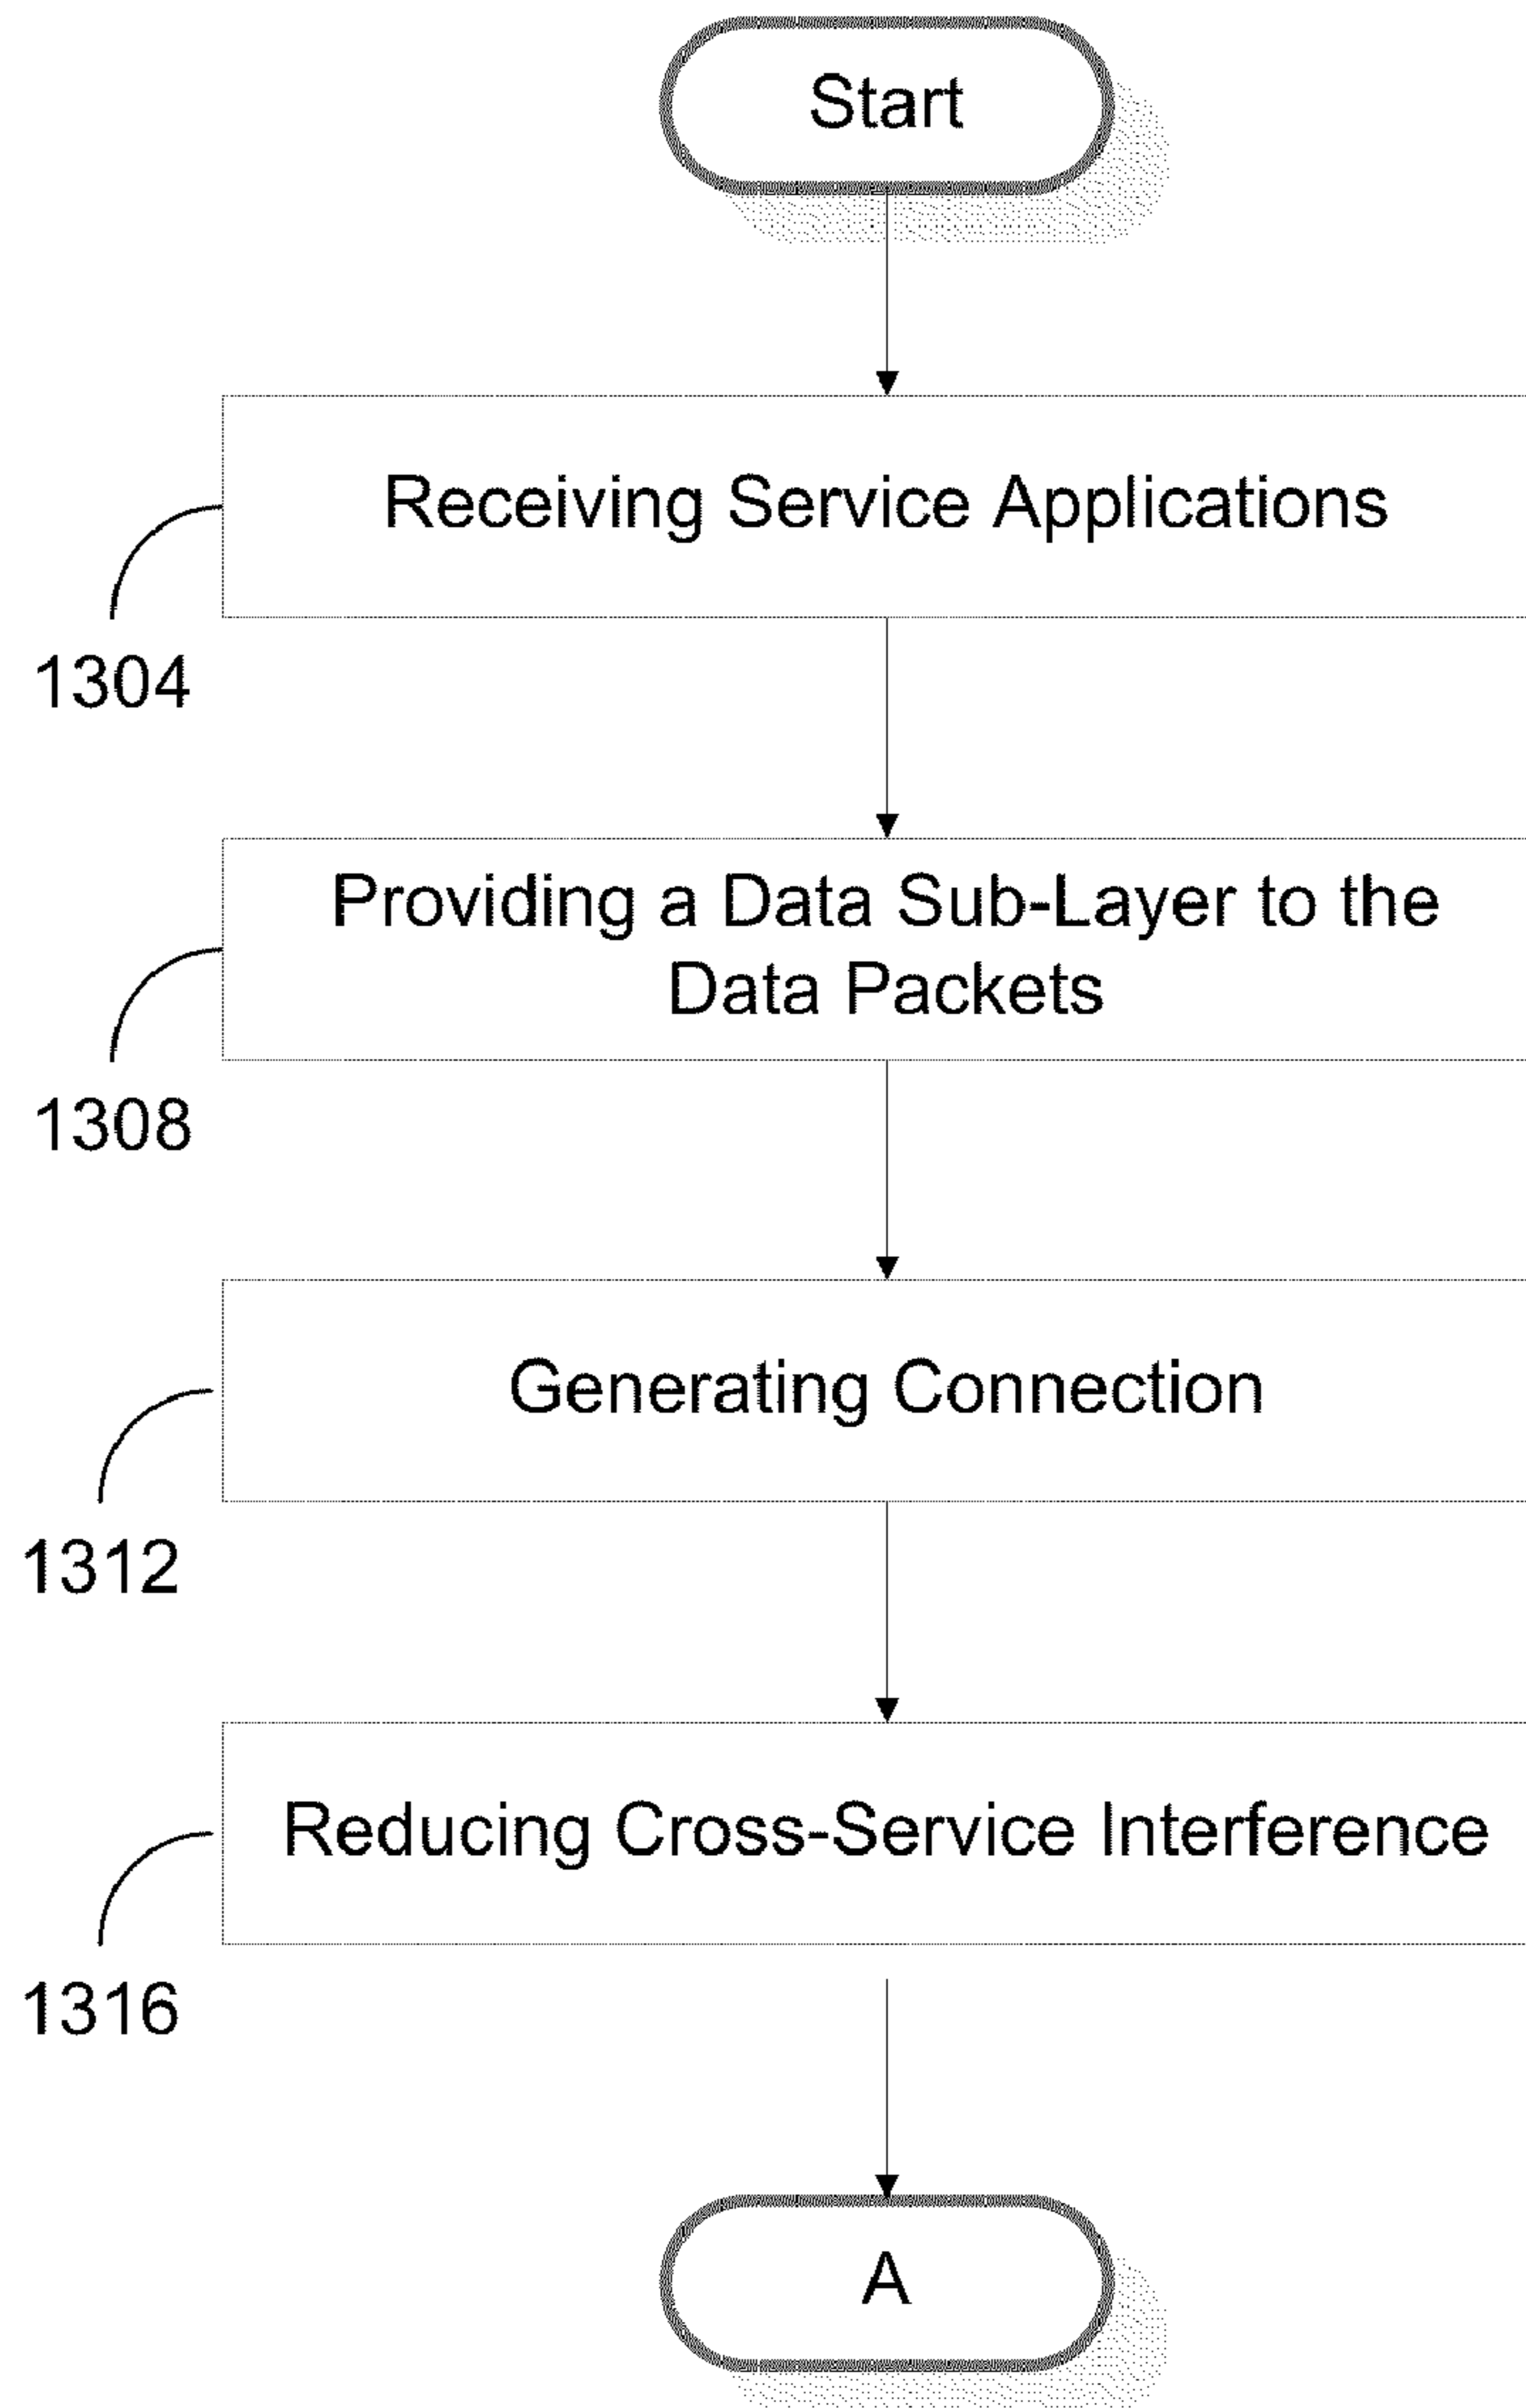 Start
Receiving Service Applications
1304
Providing a Data Sub-Layer to the
Data Packets
1308
Generating Connection
1312
Reducing Cross-Service Interference
1316
A